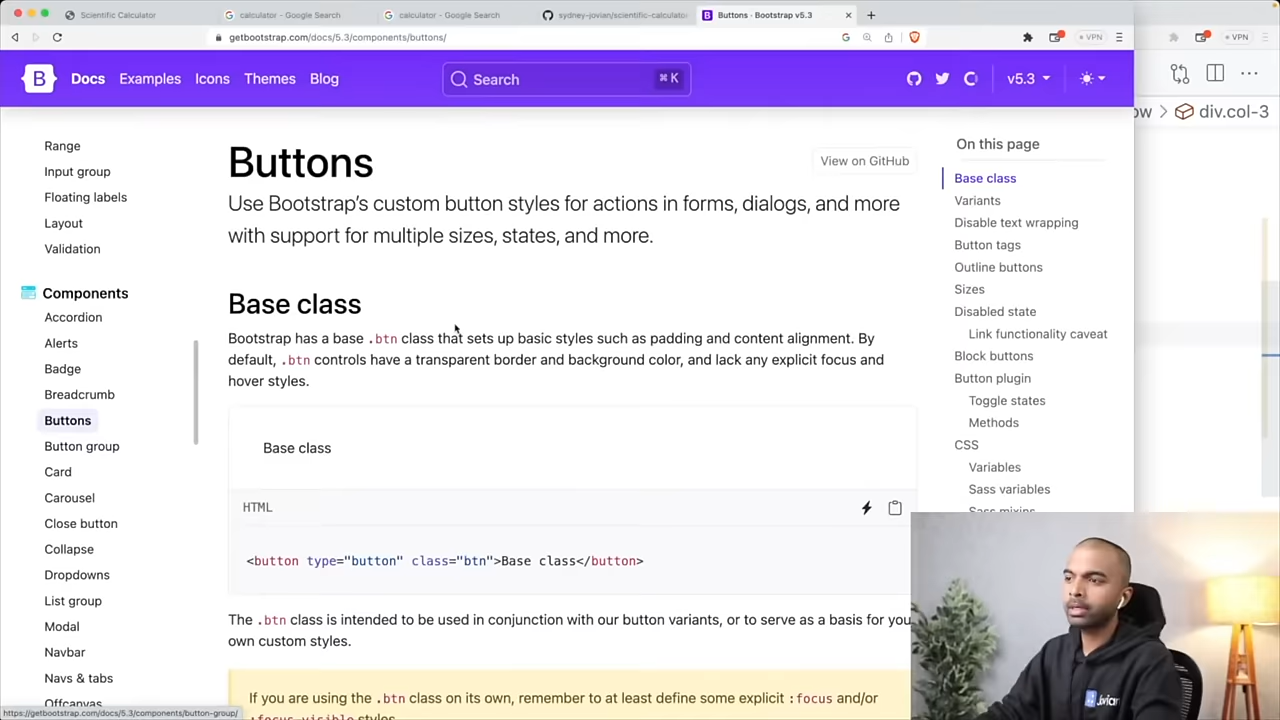 Scientific Calculator
calculator - Google Search
calculator - Google Search
sydney-jovian/scientific-calculator
Buttons · Bootstrap v5.3
getbootstrap.com/docs/5.3/components/buttons/
VPN
VPN
B
Docs
Examples
Icons
Themes
Blog
Search
⌘ K
v5.3
ow > div.col-3
Range
Input group
Floating labels
Layout
Validation
Components
Accordion
Alerts
Badge
Breadcrumb
Buttons
Button group
Card
Carousel
Close button
Collapse
Dropdowns
List group
Modal
Navbar
Navs & tabs
Offcanvas
https://getbootstrap.com/docs/5.3/components/button-group/
Buttons
View on GitHub
Use Bootstrap's custom button styles for actions in forms, dialogs, and more
with support for multiple sizes, states, and more.
Base class
Bootstrap has a base .btn class that sets up basic styles such as padding and content alignment. By
default, .btn controls have a transparent border and background color, and lack any explicit focus and
hover styles.
Base class
HTML
<button type="button" class="btn">Base class</button>
The .btn class is intended to be used in conjunction with our button variants, or to serve as a basis for you
own custom styles.
If you are using the .btn class on its own, remember to at least define some explicit :focus and/or
:focus-visible styles.
On this page
Base class
Variants
Disable text wrapping
Button tags
Outline buttons
Sizes
Disabled state
Link functionality caveat
Block buttons
Button plugin
Toggle states
Methods
CSS
Variables
Sass variables
Sass mixins